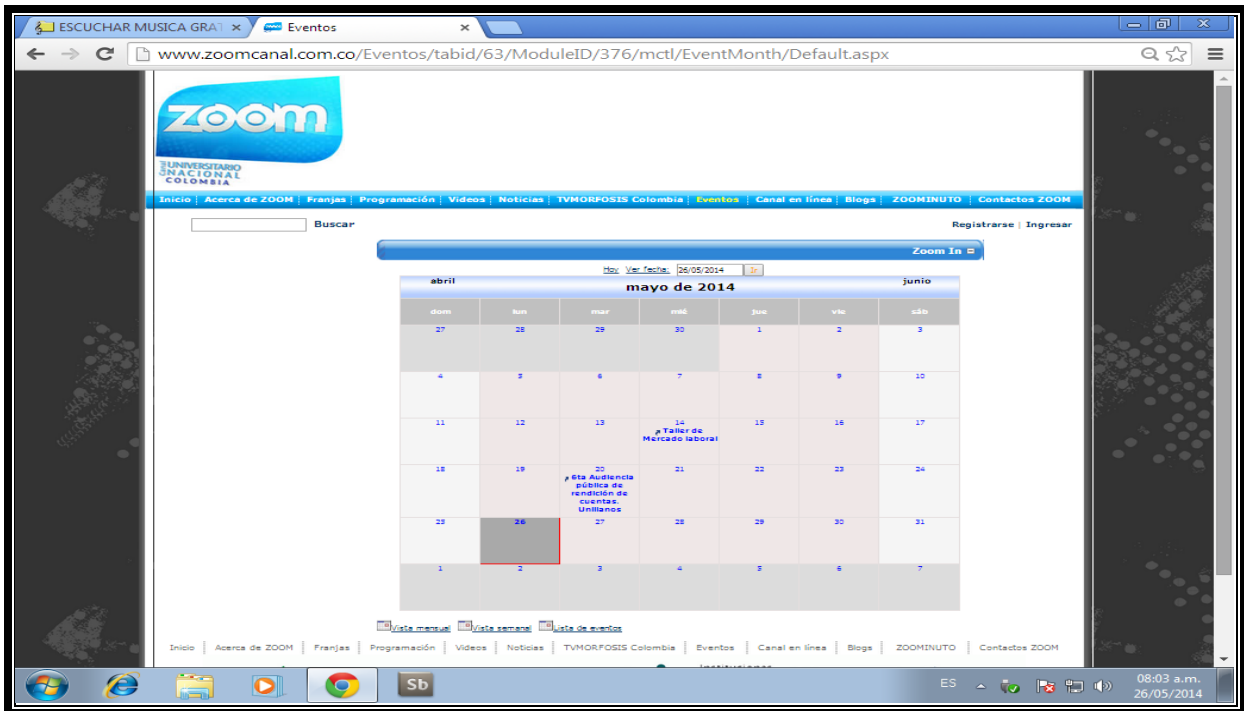 ESCUCHAR MUSICA GRAT
Eventos
www.zoomcanal.com.co/Eventos/tabid/63/ModuleID/376/mctl/EventMonth/Default.aspx
zoom
UNIVERSITARIO
NACIONAL
COLOMBIA
Inicio Acerca de ZOOM Franjas Programación Videos Noticias TVMORFOSIS Colombia Eventos Canal en línea Blogs ZOOMINUTO Contactos ZOOM
Buscar
Registrarse | Ingresar
Zoom In
Hoy Ver fecha: 26/05/2014 Ir
abril mayo de 2014 junio
dom lun mar mié jue vie sáb
27 28 29 30 1 2 3
4 5 6 7 8 9 10
11 12 13 14 15 16 17
Taller de
Mercado laboral
18 19 20 21 22 23 24
6ta Audiencia
pública de
rendición de
cuentas.
Unillanos
25 26 27 28 29 30 31
1 2 3 4 5 6 7
Vista mensual Vista semanal Lista de eventos
Inicio Acerca de ZOOM Franjas Programación Videos Noticias TVMORFOSIS Colombia Eventos Canal en línea Blogs ZOOMINUTO Contactos ZOOM
Sb
ES
08:03 a.m.
26/05/2014